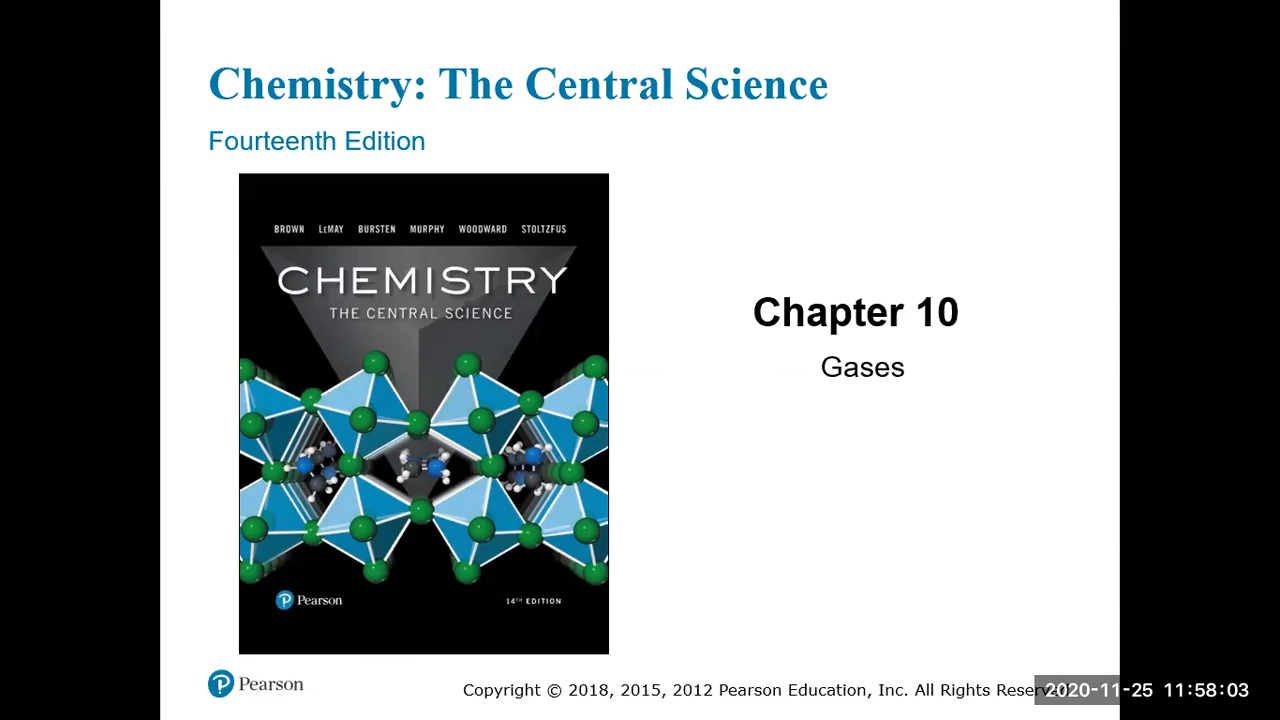 Chemistry: The Central Science
Fourteenth Edition
BROWN LEMAY BURSTEN MURPHY WOODWARD STOLTZFUS
CHEMISTRY
THE CENTRAL SCIENCE
Chapter 10
Gases
Pearson
14TH EDITION
Pearson
Copyright © 2018, 2015, 2012 Pearson Education, Inc. All Rights Reserved
2020-11-25 11:58:03